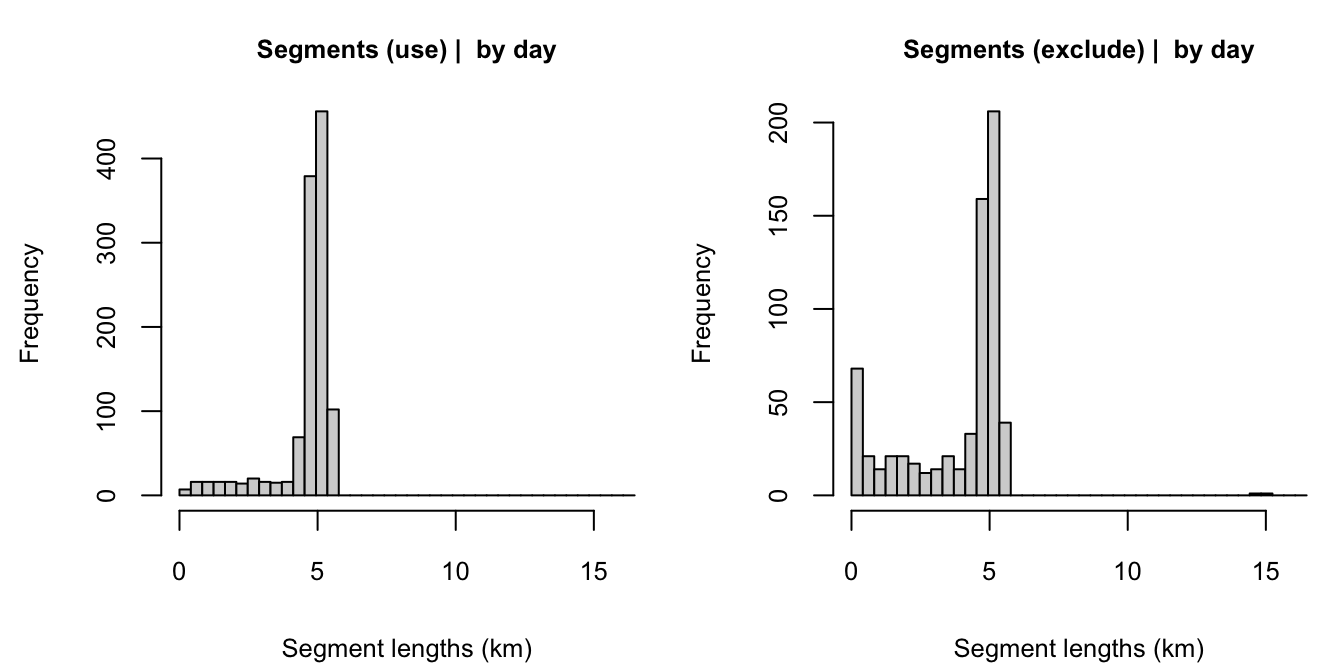 Segments (use) |  by day
Frequency
0 100 200 300 400
0 5 10 15
Segment lengths (km)
Segments (exclude) |  by day
Frequency
0 50 100 150 200
0 5 10 15
Segment lengths (km)